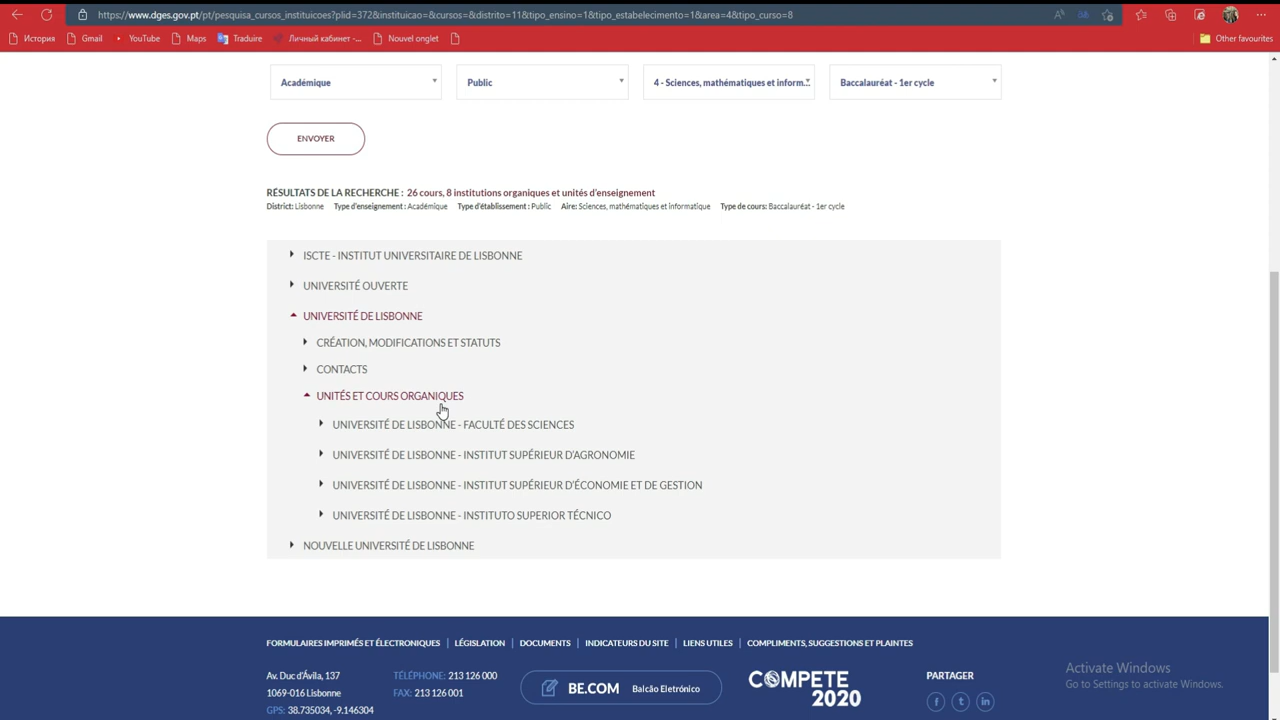 https://www.dges.gov.pt/pt/pesquisa_cursos_instituicoes?plid=372&instituicao=&cursos=&distrito=11&tipo_ensino=1&tipo_estabelecimento=1&area=4&tipo_curso=8
История Gmail YouTube Maps Traduire Личный кабинет -... Nouvel onglet Other favourites
Académique Public 4 - Sciences, mathématiques et inform... Baccalauréat - 1er cycle
ENVOYER
RÉSULTATS DE LA RECHERCHE : 26 cours, 8 institutions organiques et unités d'enseignement
District: Lisbonne Type d'enseignement : Académique Type d'établissement : Public Aire: Sciences, mathématiques et informatique Type de cours: Baccalauréat - 1er cycle
ISCTE - INSTITUT UNIVERSITAIRE DE LISBONNE
UNIVERSITÉ OUVERTE
UNIVERSITÉ DE LISBONNE
CRÉATION, MODIFICATIONS ET STATUTS
CONTACTS
UNITÉS ET COURS ORGANIQUES
UNIVERSITÉ DE LISBONNE - FACULTÉ DES SCIENCES
UNIVERSITÉ DE LISBONNE - INSTITUT SUPÉRIEUR D'AGRONOMIE
UNIVERSITÉ DE LISBONNE - INSTITUT SUPÉRIEUR D'ÉCONOMIE ET DE GESTION
UNIVERSITÉ DE LISBONNE - INSTITUTO SUPERIOR TÉCNICO
NOUVELLE UNIVERSITÉ DE LISBONNE
FORMULAIRES IMPRIMÉS ET ÉLECTRONIQUES | LÉGISLATION | DOCUMENTS | INDICATEURS DU SITE | LIENS UTILES | COMPLIMENTS, SUGGESTIONS ET PLAINTES
Av. Duc d'Ávila, 137
1069-016 Lisbonne
GPS: 38.735034, -9.146304
TÉLÉPHONE: 213 126 000
FAX: 213 126 001
BE.COM Balcão Eletrónico
COMPETE
2020
PARTAGER
f t in
Activate Windows
Go to Settings to activate Windows.